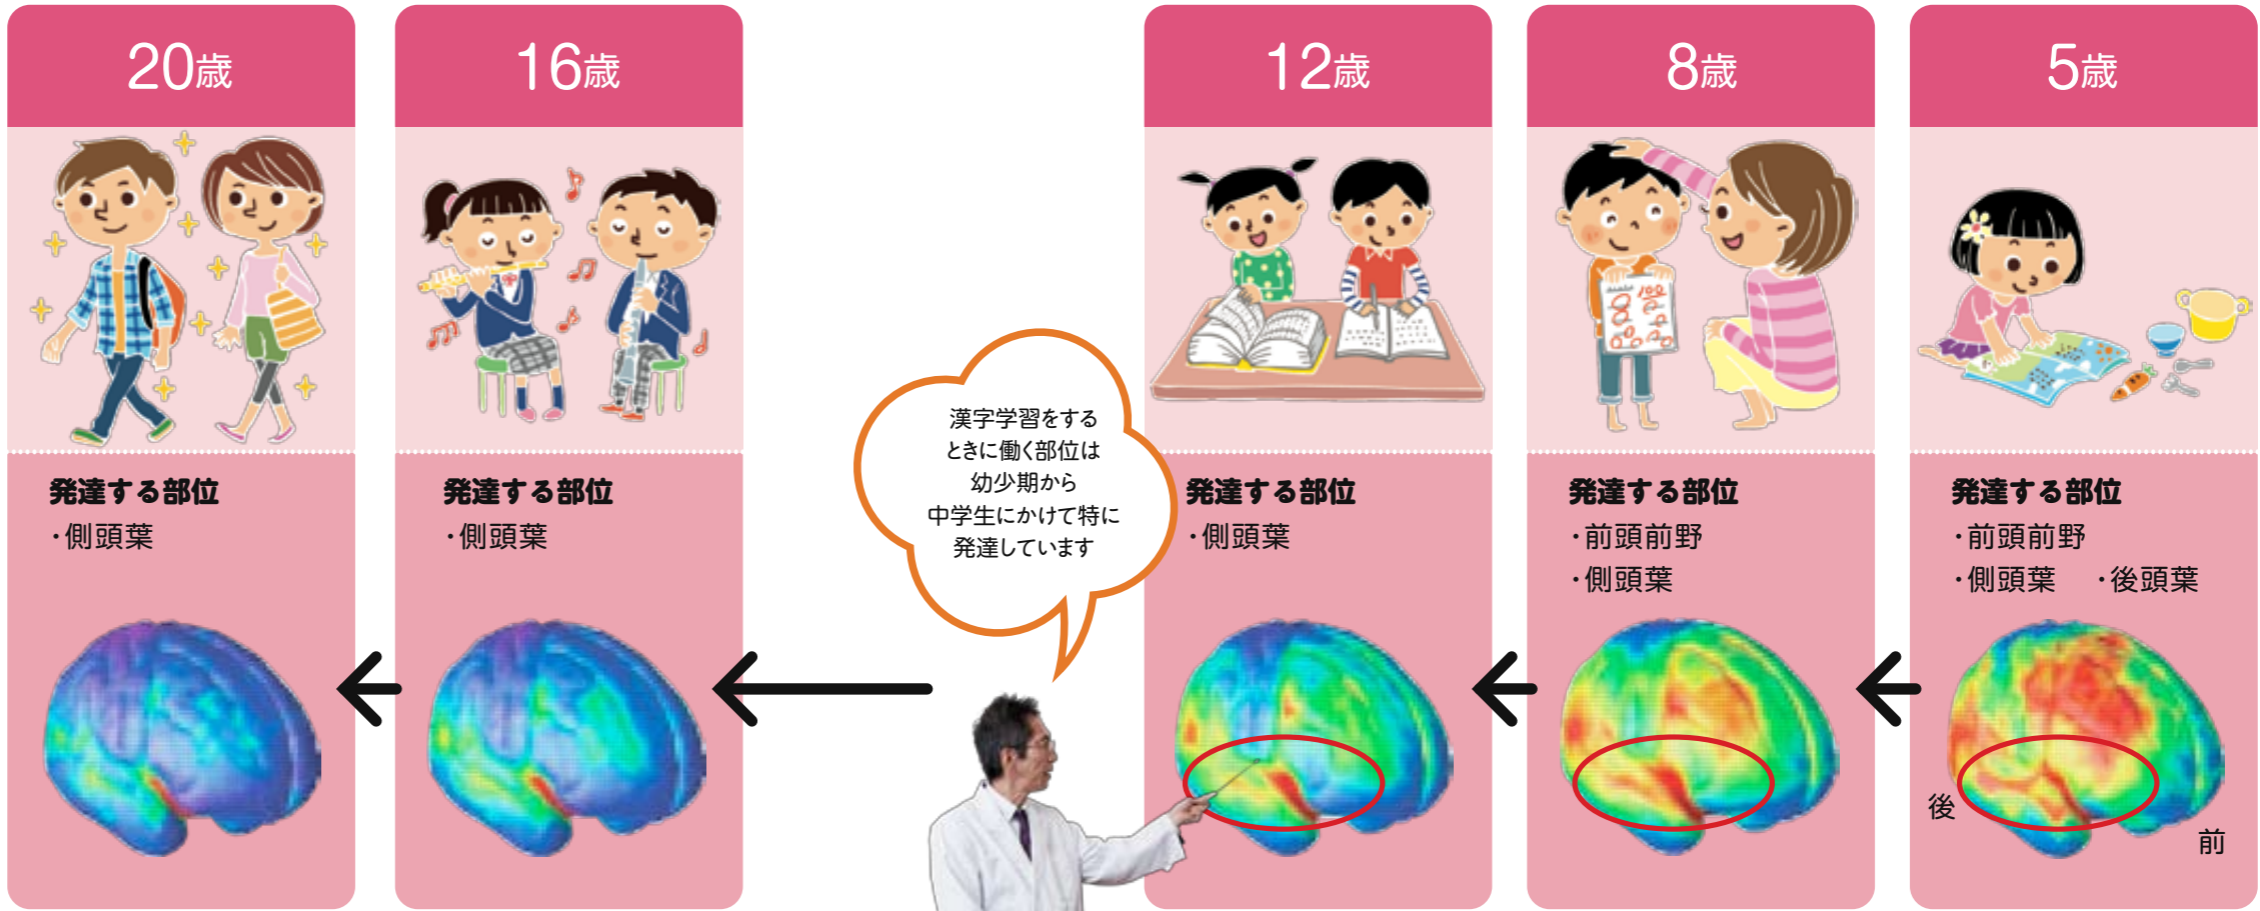 5歳
発達する部位
・前頭前野
・側頭葉　・後頭葉
後
前
8歳
発達する部位
・前頭前野
・側頭葉
12歳
発達する部位
・側頭葉
漢字学習をする
ときに働く部位は
幼少期から
中学生にかけて特に
発達しています
16歳
発達する部位
・側頭葉
20歳
発達する部位
・側頭葉
100